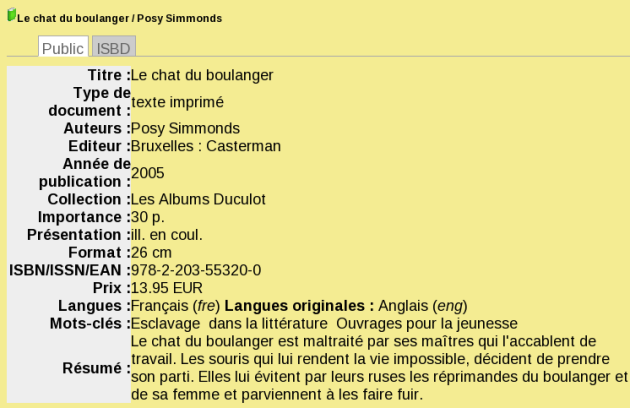 Le chat du boulanger / Posy Simmonds
Public ISBD
Titre : Le chat du boulanger
Type de document : texte imprimé
Auteurs : Posy Simmonds
Editeur : Bruxelles : Casterman
Année de publication : 2005
Collection : Les Albums Duculot
Importance : 30 p.
Présentation : ill. en coul.
Format : 26 cm
ISBN/ISSN/EAN : 978-2-203-55320-0
Prix : 13.95 EUR
Langues : Français (fre) Langues originales : Anglais (eng)
Mots-clés : Esclavage dans la littérature Ouvrages pour la jeunesse
Résumé : Le chat du boulanger est maltraité par ses maîtres qui l'accablent de
travail. Les souris qui lui rendent la vie impossible, décident de prendre
son parti. Elles lui évitent par leurs ruses les réprimandes du boulanger et
de sa femme et parviennent à les faire fuir.